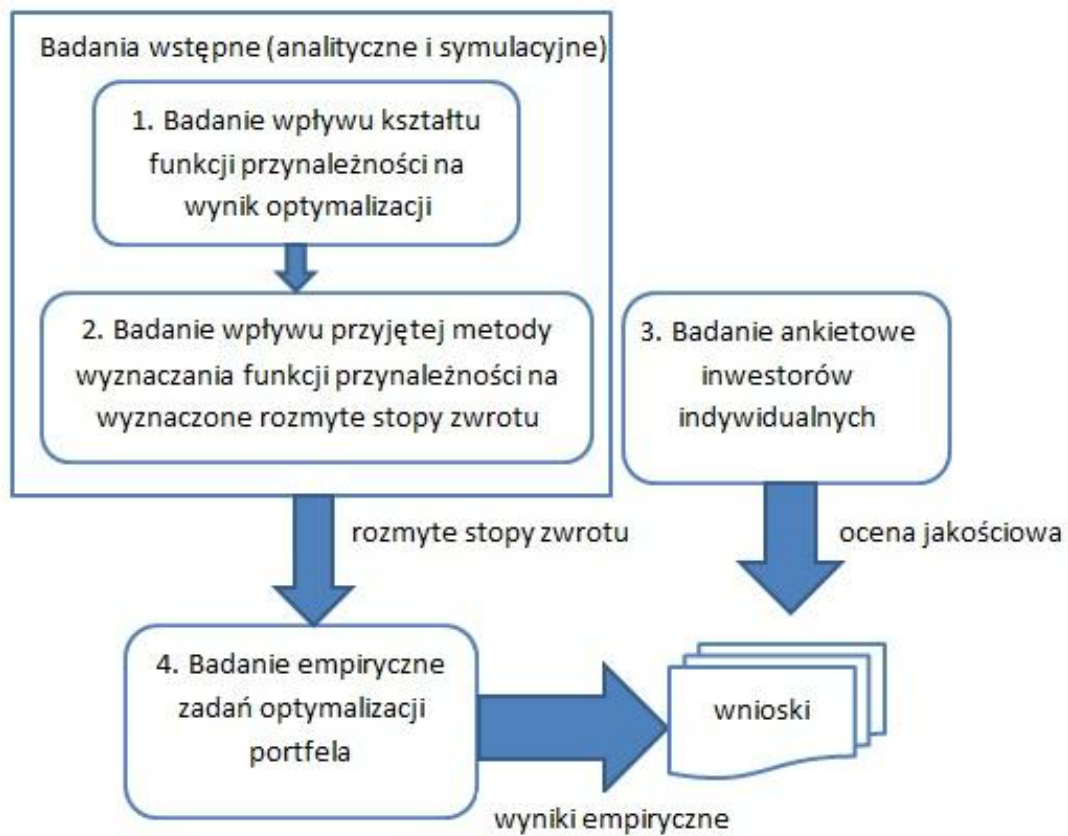 Badania wstępne (analityczne i symulacyjne)
1. Badanie wpływu kształtu
funkcji przynależności na
wynik optymalizacji
2. Badanie wpływu przyjętej metody
wyznaczania funkcji przynależności na
wyznaczone rozmyte stopy zwrotu
3. Badanie ankietowe
inwestorów
indywidualnych
rozmyte stopy zwrotu
ocena jakościowa
4. Badanie empiryczne
zadań optymalizacji
portfela
wnioski
wyniki empiryczne